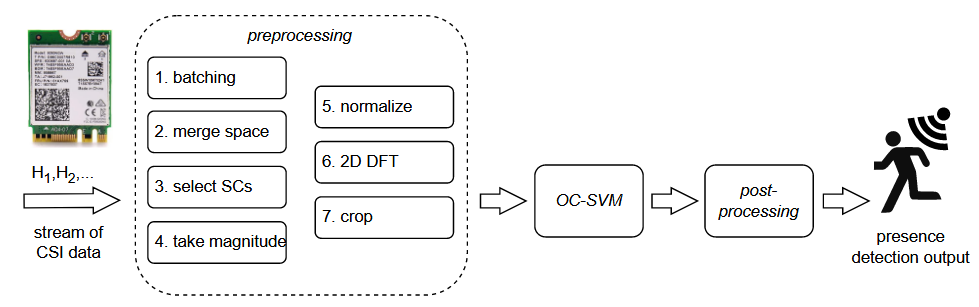 preprocessing
1. batching
2. merge space
3. select SCs
4. take magnitude
5. normalize
6. 2D DFT
7. crop
H1,H2,...
stream of
CSI data
OC-SVM
post-
processing
presence
detection output